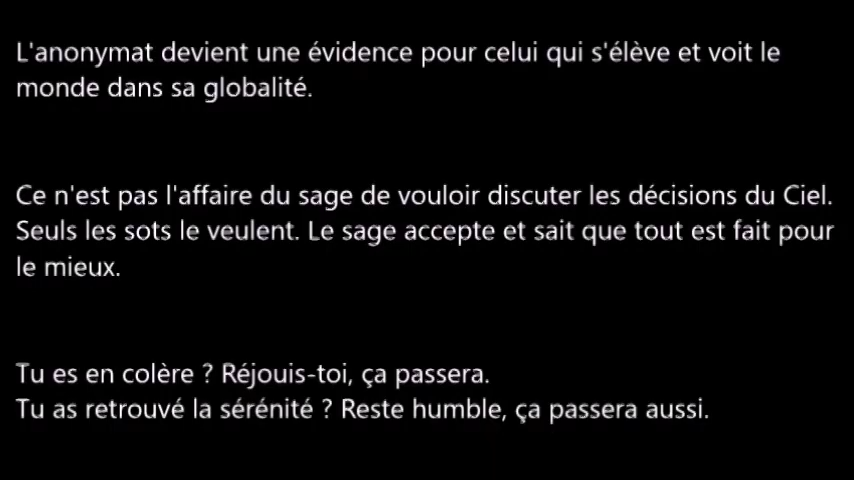 L'anonymat devient une évidence pour celui qui s'élève et voit le
monde dans sa globalité.
Ce n'est pas l'affaire du sage de vouloir discuter les décisions du Ciel.
Seuls les sots le veulent. Le sage accepte et sait que tout est fait pour
le mieux.
Tu es en colère ? Réjouis-toi, ça passera.
Tu as retrouvé la sérénité ? Reste humble, ça passera aussi.